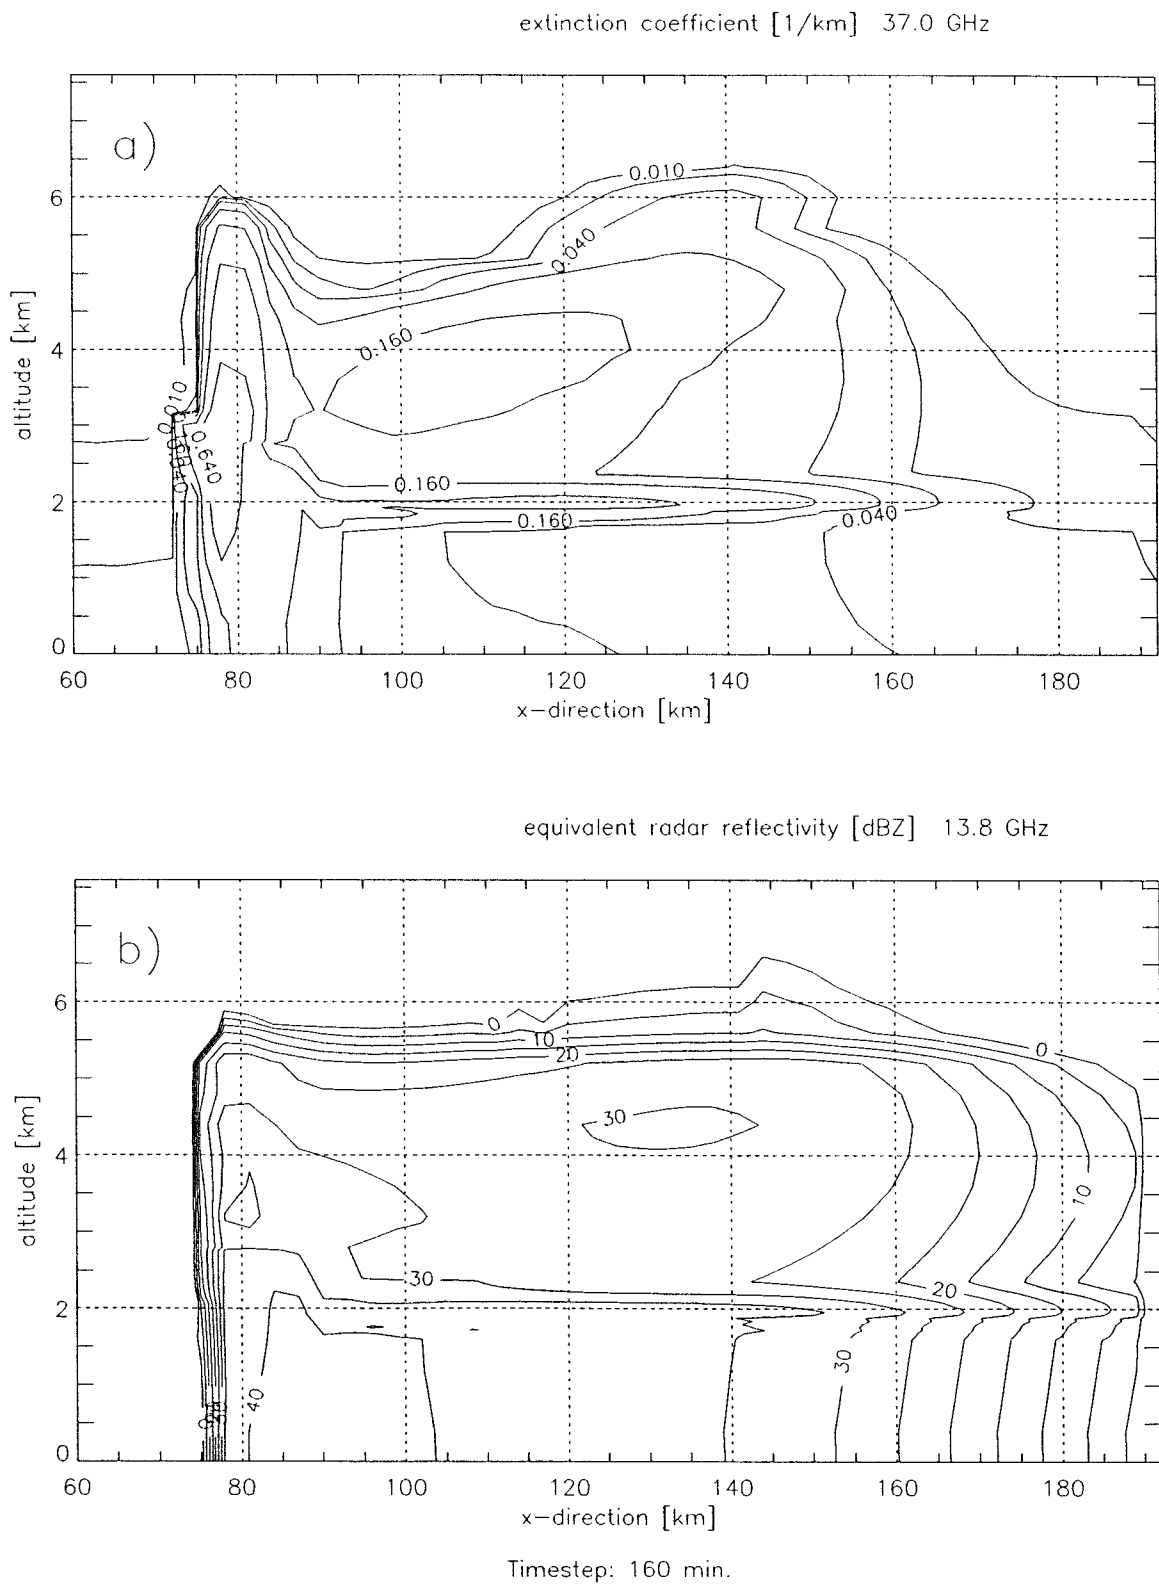 extinction coefficient [1/km] 37.0 GHz
a)
0.010
6
0.040
altitude [km]
4
0.160
0.010
0.640
0.160
2
0.160
0.040
0
60 80 100 120 140 160 180
x-direction [km]
equivalent radar reflectivity [dBZ] 13.8 GHz
b)
6
0
10
20
0
30
altitude [km]
4
10
30
20
2
30
40
0
60 80 100 120 140 160 180
x-direction [km]
Timestep: 160 min.